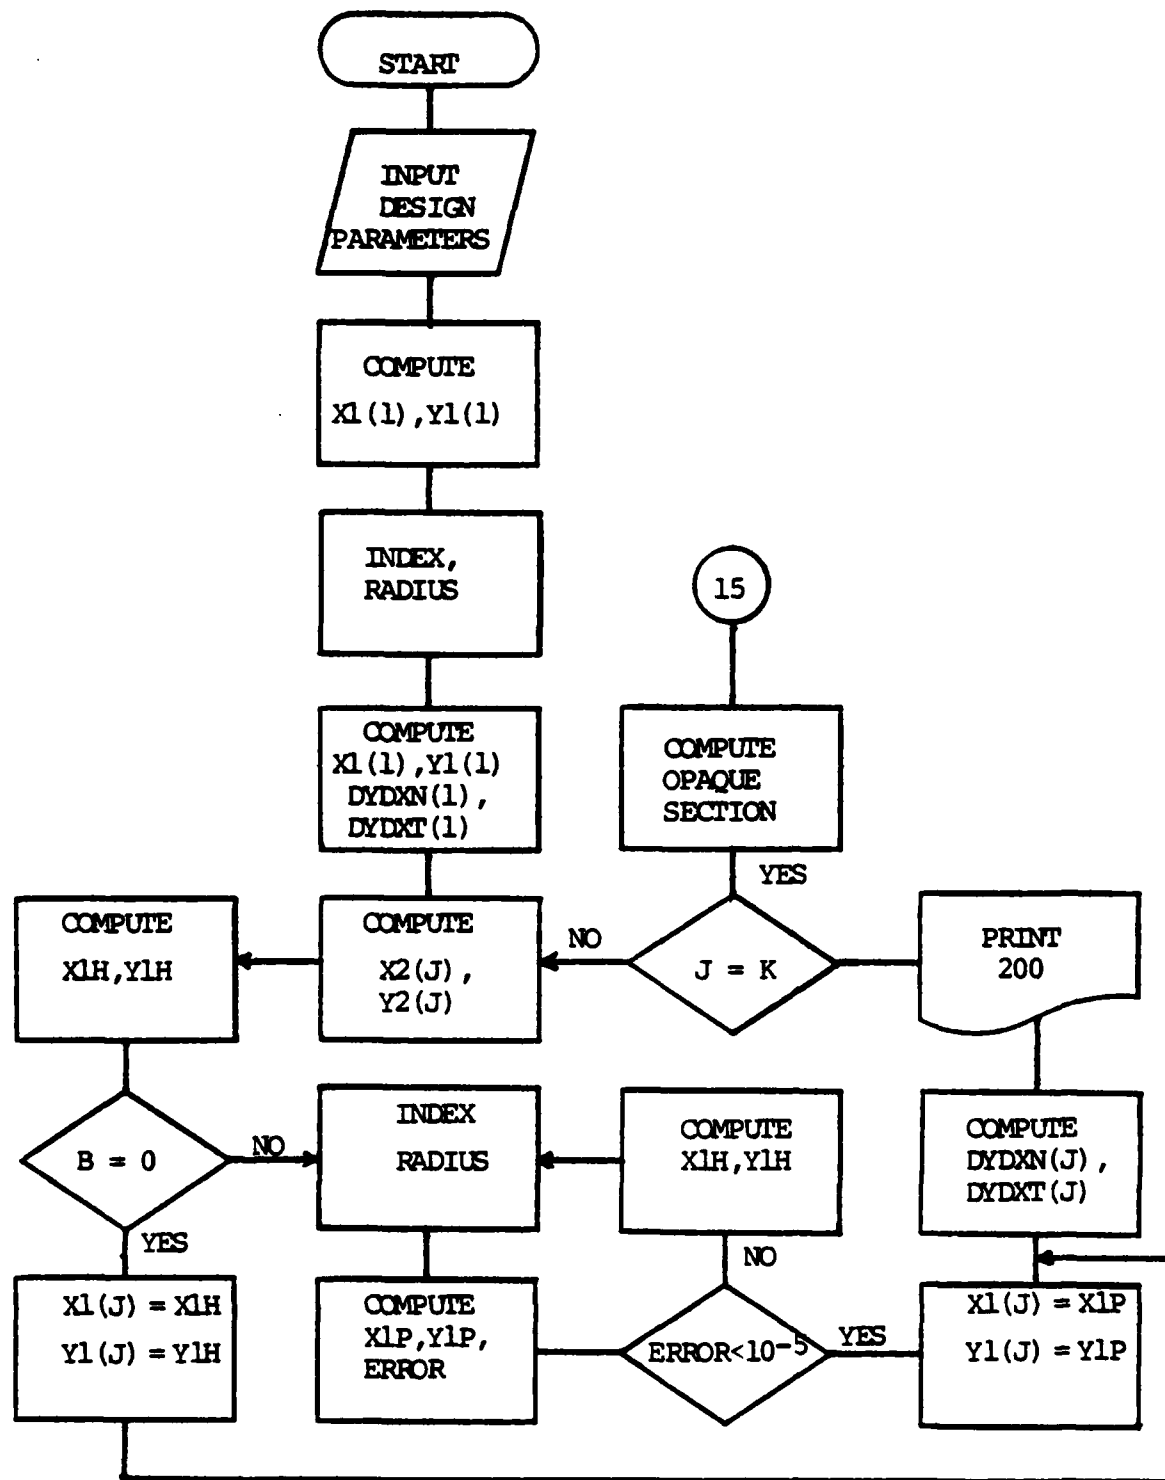 START
INPUT
DESIGN
PARAMETERS
COMPUTE
X1(1),Y1(1)
INDEX,
RADIUS
15
COMPUTE
X1(1),Y1(1)
DYDXN(1),
DYDXT(1)
COMPUTE
OPAQUE
SECTION
YES
COMPUTE
X1H,Y1H
COMPUTE
X2(J),
Y2(J)
NO
J = K
PRINT
200
B = 0
NO
INDEX
RADIUS
COMPUTE
X1H,Y1H
COMPUTE
DYDXN(J),
DYDXT(J)
YES
NO
X1(J) = X1H
Y1(J) = Y1H
COMPUTE
X1P,Y1P,
ERROR
ERROR<10-5
YES
X1(J) = X1P
Y1(J) = Y1P